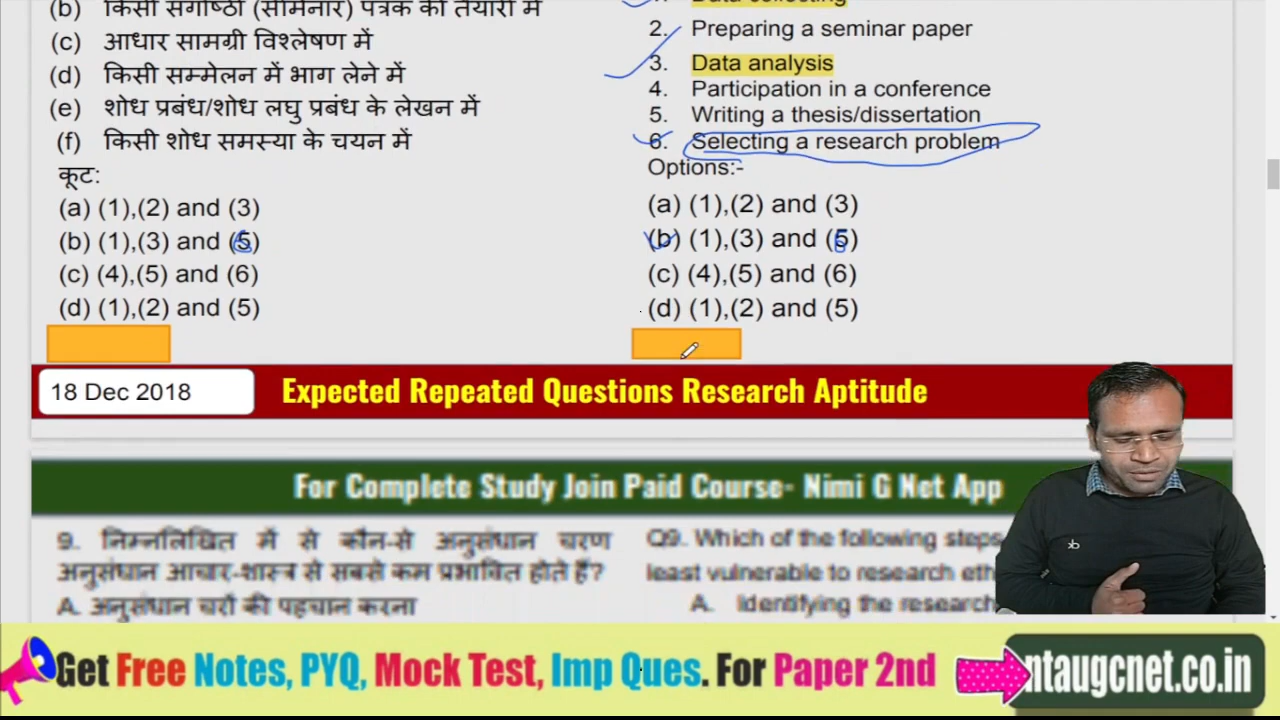 (b) किसी संगोष्ठी (सेमिनार) पत्रक की तैयारी में
(c) आधार सामग्री विश्लेषण में
(d) किसी सम्मेलन में भाग लेने में
(e) शोध प्रबंध/शोध लघु प्रबंध के लेखन में
(f) किसी शोध समस्या के चयन में
कूट:
(a) (1),(2) and (3)
(b) (1),(3) and (5)
(c) (4),(5) and (6)
(d) (1),(2) and (5)
1. Data collecting
2. Preparing a seminar paper
3. Data analysis
4. Participation in a conference
5. Writing a thesis/dissertation
6. Selecting a research problem
Options:-
(a) (1),(2) and (3)
(b) (1),(3) and (5)
(c) (4),(5) and (6)
(d) (1),(2) and (5)
18 Dec 2018
Expected Repeated Questions Research Aptitude
For Complete Study Join Paid Course- Nimi G Net App
9. निम्नलिखित में से कौन-से अनुसंधान चरण
अनुसंधान आचार-शास्त्र से सबसे कम प्रभावित होते हैं?
A. अनुसंधान चरों की पहचान करना
Q9. Which of the following steps
least vulnerable to research eth
A. Identifying the research
Get Free Notes, PYQ, Mock Test, Imp Ques. For Paper 2nd
ntaugcnet.co.in